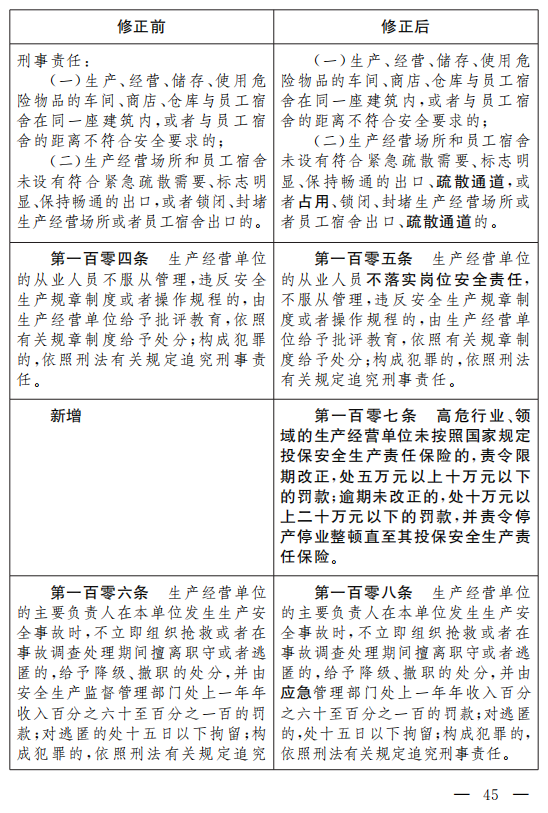 修正前
修正后
刑事责任;
(一)生产、经营、储存、使用危
险物品的车间、商店、仓库与员工宿
舍在同一座建筑内,或者与员工宿
舍的距离不符合安全要求的;
(二)生产经营场所和员工宿舍
未设有符合紧急疏散需要、标志明
显、保持畅通的出口,或者锁闭、封堵
生产经营场所或者员工宿舍出口的。
(一)生产、经营、储存、使用危
险物品的车间、商店、仓库与员工宿
舍在同一座建筑内,或者与员工宿
舍的距离不符合安全要求的;
(二)生产经营场所和员工宿舍
未设有符合紧急疏散需要、标志明
显、保持畅通的出口、疏散通道,或
者占用、锁闭、封堵生产经营场所或
者员工宿舍出口、疏散通道的。
第一百零四条 生产经营单位
的从业人员不服从管理,违反安全
生产规章制度或者操作规程的,由
生产经营单位给予批评教育,依照
有关规章制度给予处分;构成犯罪
的,依照刑法有关规定追究刑事责
任。
第一百零五条 生产经营单位
的从业人员不落实岗位安全责任,
不服从管理,违反安全生产规章制
度或者操作规程的,由生产经营单
位给予批评教育,依照有关规章制
度给予处分;构成犯罪的,依照刑法
有关规定追究刑事责任。
新增
第一百零七条 高危行业、领
域的生产经营单位未按照国家规定
投保安全生产责任保险的,责令限
期改正,处五万元以上十万元以下
的罚款;逾期未改正的,处十万元以
上二十万元以下的罚款,并责令停
产停业整顿直至其投保安全生产责
任保险。
第一百零六条 生产经营单位
的主要负责人在本单位发生生产安
全事故时,不立即组织抢救或者在
事故调查处理期间擅离职守或者逃
匿的,给予降级、撤职的处分,并由
安全生产监督管理部门处上一年年
收入百分之六十至百分之一百的罚
款;对逃匿的处十五日以下拘留;构
成犯罪的,依照刑法有关规定追究
第一百零八条 生产经营单位
的主要负责人在本单位发生生产安
全事故时,不立即组织抢救或者在
事故调查处理期间擅离职守或者逃
匿的,给予降级、撤职的处分,并由
应急管理部门处上一年年收入百分
之六十至百分之一百的罚款;对逃匿
的,处十五日以下拘留;构成犯罪的,
依照刑法有关规定追究刑事责任。
— 45 —